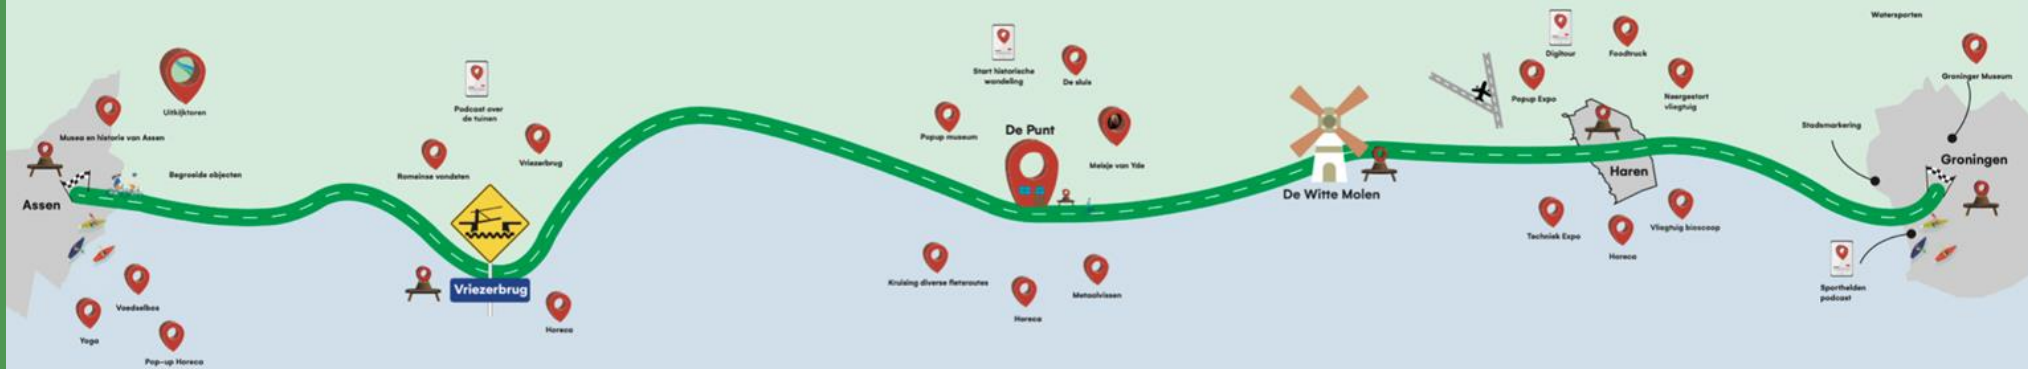 Uitkijktoren
Musea en historie van Assen
Begroeide objecten
Assen
Voedselbos
Yoga
Pop-up Horeca
Podcast over
de tuinen
Romeinse vondsten
Vriezerbrug
Vriezerbrug
Horeca
Start historische
wandeling
De sluis
Popup museum
De Punt
Meisje van Yde
Kruising diverse fietsroutes
Horeca
Metaalvissen
De Witte Molen
Digitour
Foodtruck
Popup Expo
Neergestort
vliegtuig
Haren
Techniek Expo
Horeca
Vliegtuig bioscoop
Watersporten
Groninger Museum
Stadsmarkering
Groningen
Sporthelden
podcast